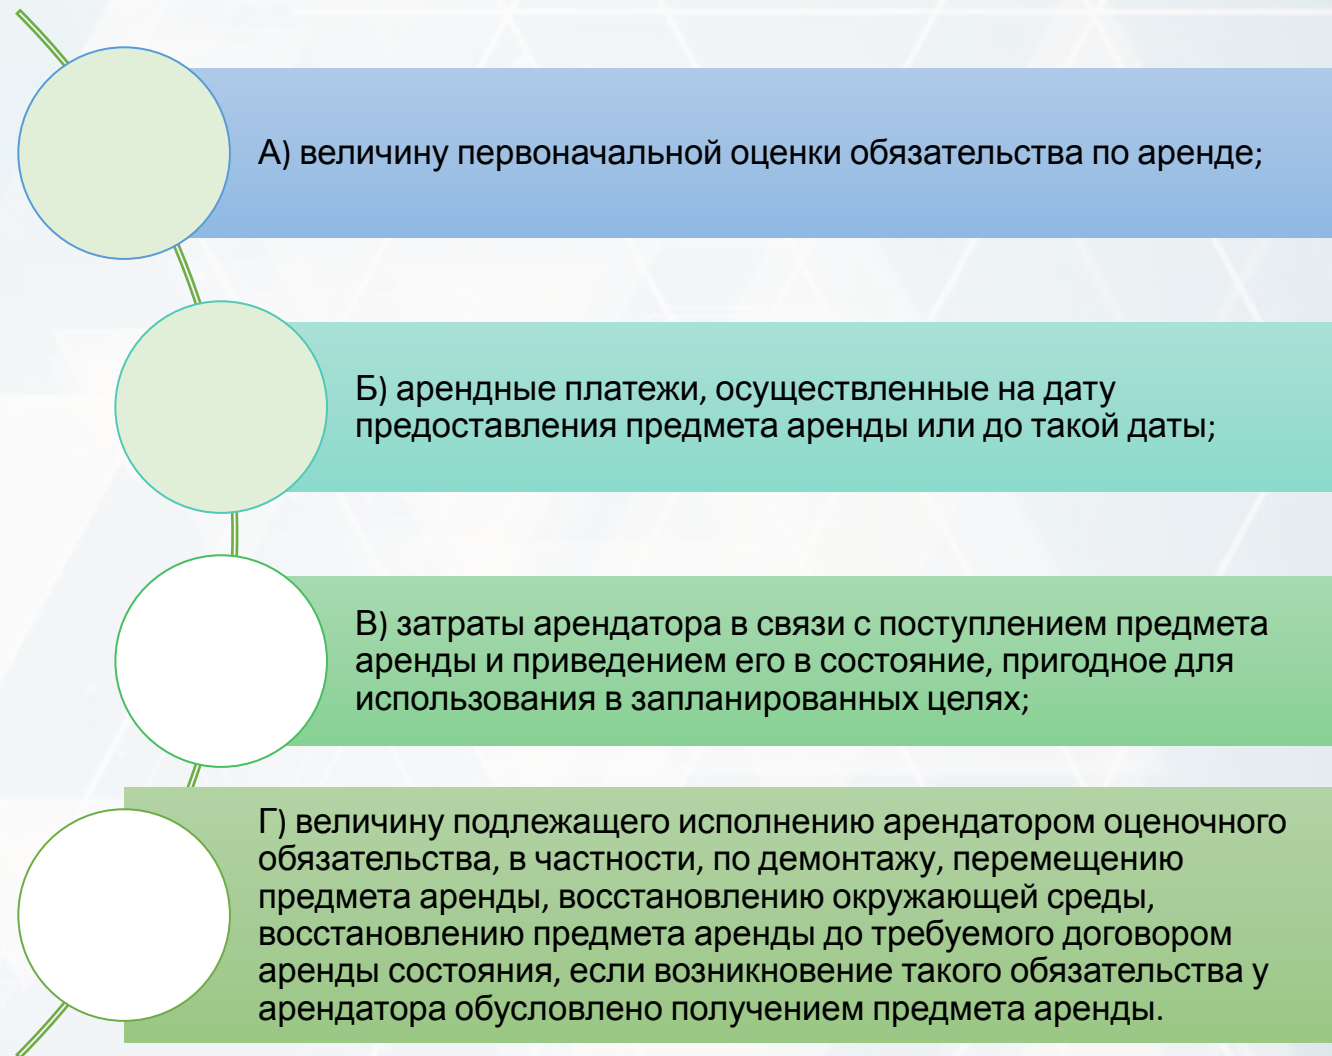 А) величину первоначальной оценки обязательства по аренде;
Б) арендные платежи, осуществленные на дату
предоставления предмета аренды или до такой даты;
В) затраты арендатора в связи с поступлением предмета
аренды и приведением его в состояние, пригодное для
использования в запланированных целях;
Г) величину подлежащего исполнению арендатором оценочного
обязательства, в частности, по демонтажу, перемещению
предмета аренды, восстановлению окружающей среды,
восстановлению предмета аренды до требуемого договором
аренды состояния, если возникновение такого обязательства у
арендатора обусловлено получением предмета аренды.